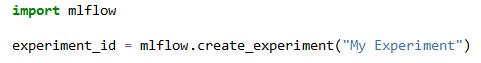 import mlflow
experiment_id = mlflow.create_experiment("My Experiment")